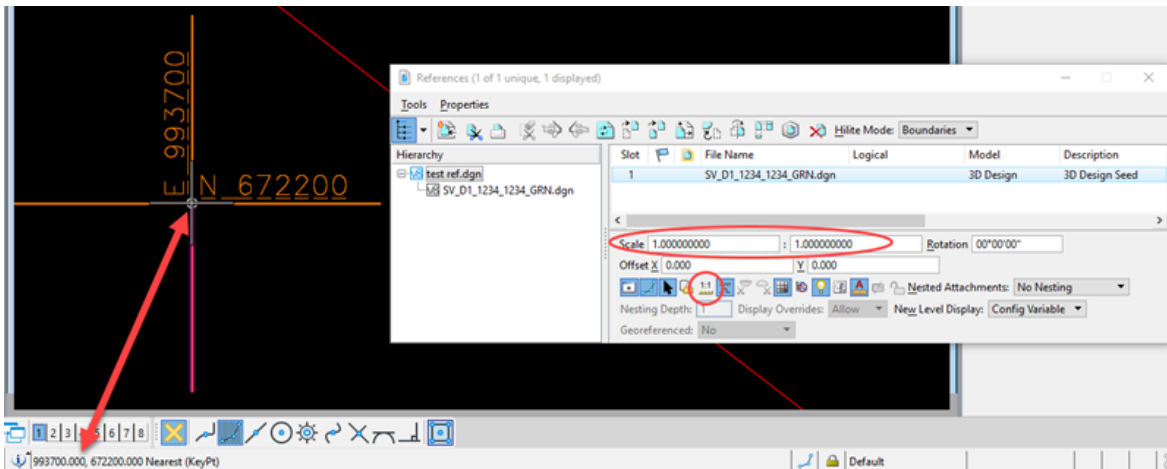 E 993700
N 672200
References (1 of 1 unique, 1 displayed)
Tools Properties
Hilite Mode: Boundaries
Hierarchy
test ref.dgn
SV_D1_1234_1234_GRN.dgn
Slot File Name Logical Model Description
1 SV_D1_1234_1234_GRN.dgn 3D Design 3D Design Seed
Scale 1.000000000 : 1.000000000 Rotation 00°00'00"
Offset X 0.000 Y 0.000
1:1 Nested Attachments: No Nesting
Nesting Depth: 1 Display Overrides: Allow New Level Display: Config Variable
Georeferenced: No
1 2 3 4 5 6 7 8
993700.000, 672200.000 Nearest (KeyPt) Default